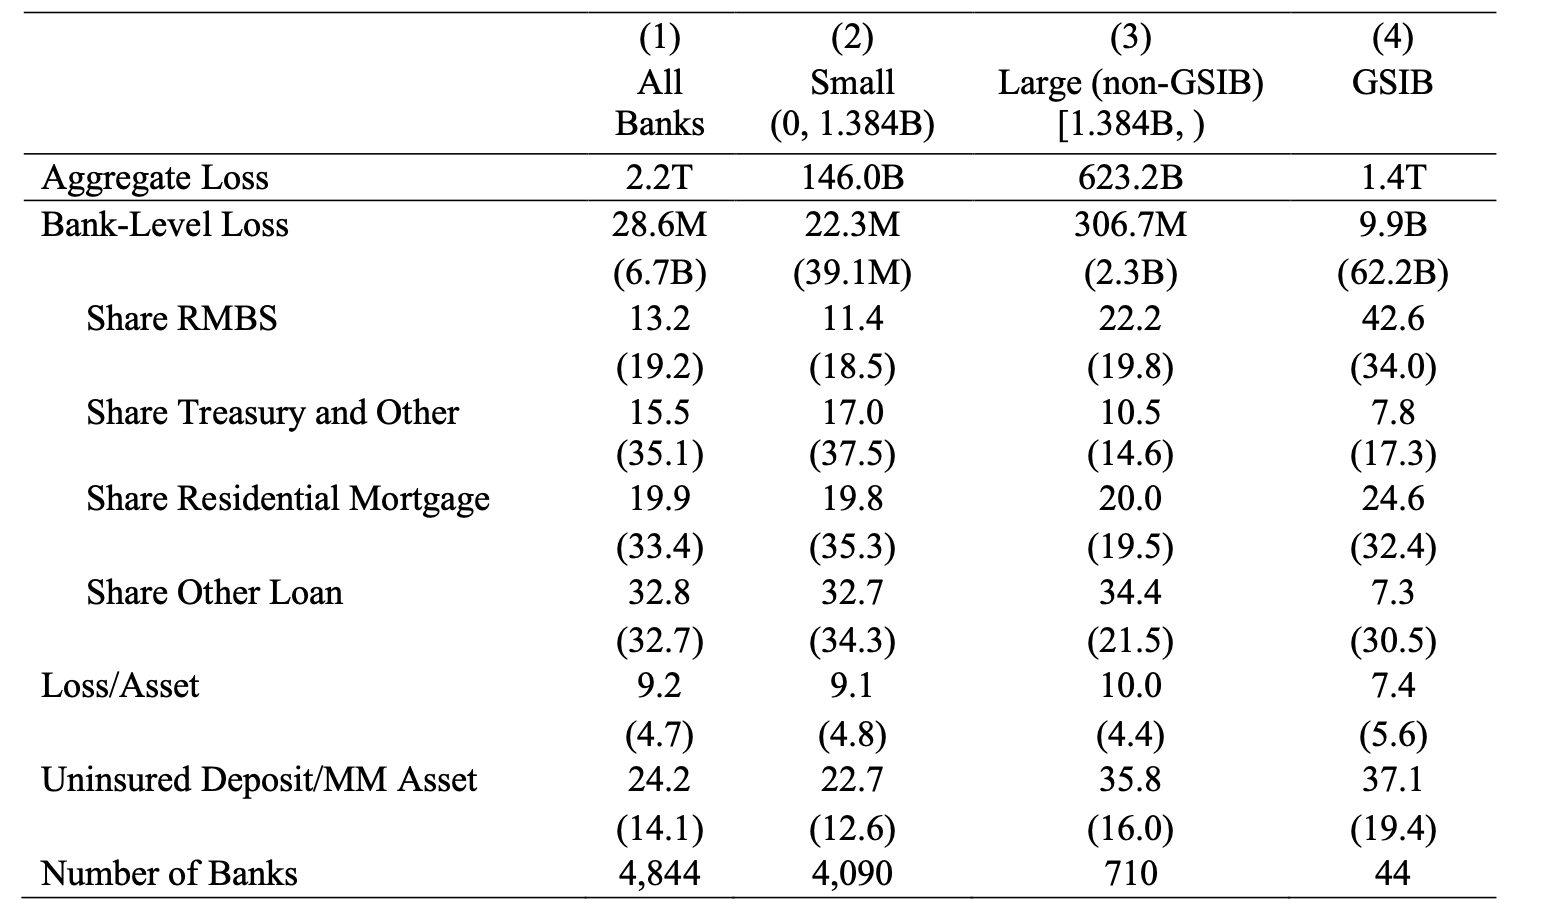 (1) (2) (3) (4)
All Small Large (non-GSIB) GSIB
Banks (0, 1.384B) [1.384B, )
Aggregate Loss 2.2T 146.0B 623.2B 1.4T
Bank-Level Loss 28.6M 22.3M 306.7M 9.9B
(6.7B) (39.1M) (2.3B) (62.2B)
Share RMBS 13.2 11.4 22.2 42.6
(19.2) (18.5) (19.8) (34.0)
Share Treasury and Other 15.5 17.0 10.5 7.8
(35.1) (37.5) (14.6) (17.3)
Share Residential Mortgage 19.9 19.8 20.0 24.6
(33.4) (35.3) (19.5) (32.4)
Share Other Loan 32.8 32.7 34.4 7.3
(32.7) (34.3) (21.5) (30.5)
Loss/Asset 9.2 9.1 10.0 7.4
(4.7) (4.8) (4.4) (5.6)
Uninsured Deposit/MM Asset 24.2 22.7 35.8 37.1
(14.1) (12.6) (16.0) (19.4)
Number of Banks 4,844 4,090 710 44